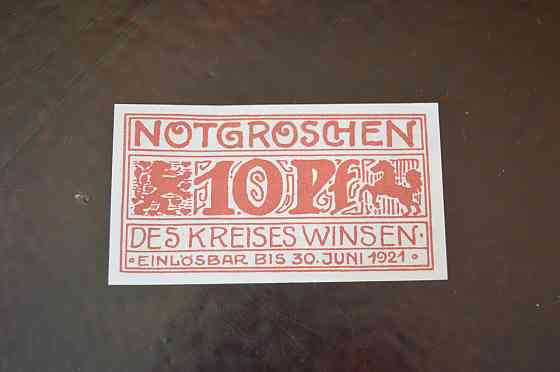 NOTGROSCHEN
10 Pf
DES KREISES WINSEN·
•EINLÖSBAR BIS 30. JUNI 1921 •